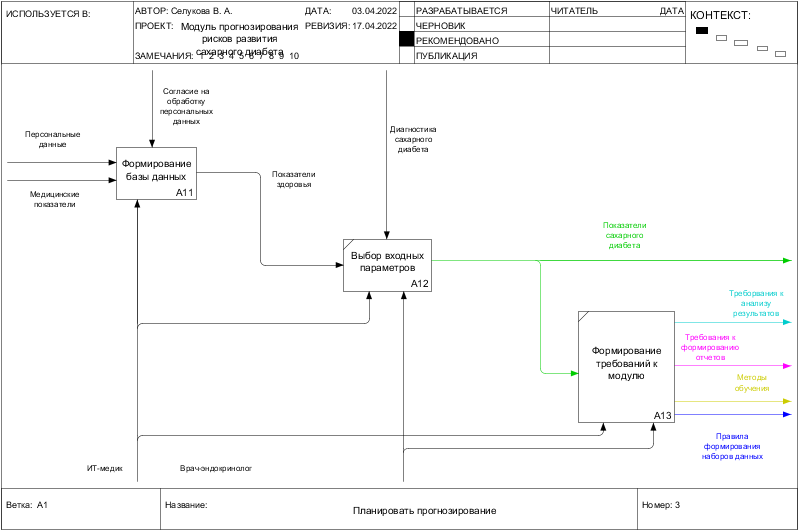 ИСПОЛЬЗУЕТСЯ В:
АВТОР: Селукова В. А.
ДАТА: 03.04.2022
ПРОЕКТ: Модуль прогнозирования
рисков развития
сахарного диабета
РЕВИЗИЯ: 17.04.2022
ЗАМЕЧАНИЯ: 1 2 3 4 5 6 7 8 9 10
РАЗРАБАТЫВАЕТСЯ
ЧЕРНОВИК
РЕКОМЕНДОВАНО
ПУБЛИКАЦИЯ
ЧИТАТЕЛЬ
ДАТА
КОНТЕКСТ:
Согласие на
обработку
персональных
данных
Диагностика
сахарного
диабета
Персональные
данные
Медицинские
показатели
Формирование
базы данных
A11
Показатели
здоровья
Выбор входных
параметров
A12
Показатели
сахарного
диабета
Формирование
требований к
модулю
A13
Треборвания к
анализу
результатов
Требования к
формированию
отчетов
Методы
обучения
Правила
формирования
наборов данных
ИТ-медик
Врач-эндокринолог
Ветка: A1
Название:
Планировать прогнозирование
Номер: 3